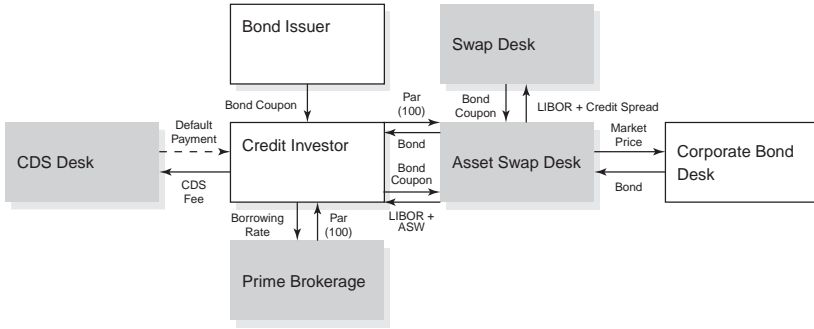 Bond Issuer
Swap Desk
Bond Coupon
Par
(100)
Bond
Coupon
LIBOR + Credit Spread
Default
Payment
CDS Desk
CDS
Fee
Credit Investor
Bond
Bond
Coupon
LIBOR +
ASW
Asset Swap Desk
Market
Price
Bond
Corporate Bond
Desk
Borrowing
Rate
Par
(100)
Prime Brokerage